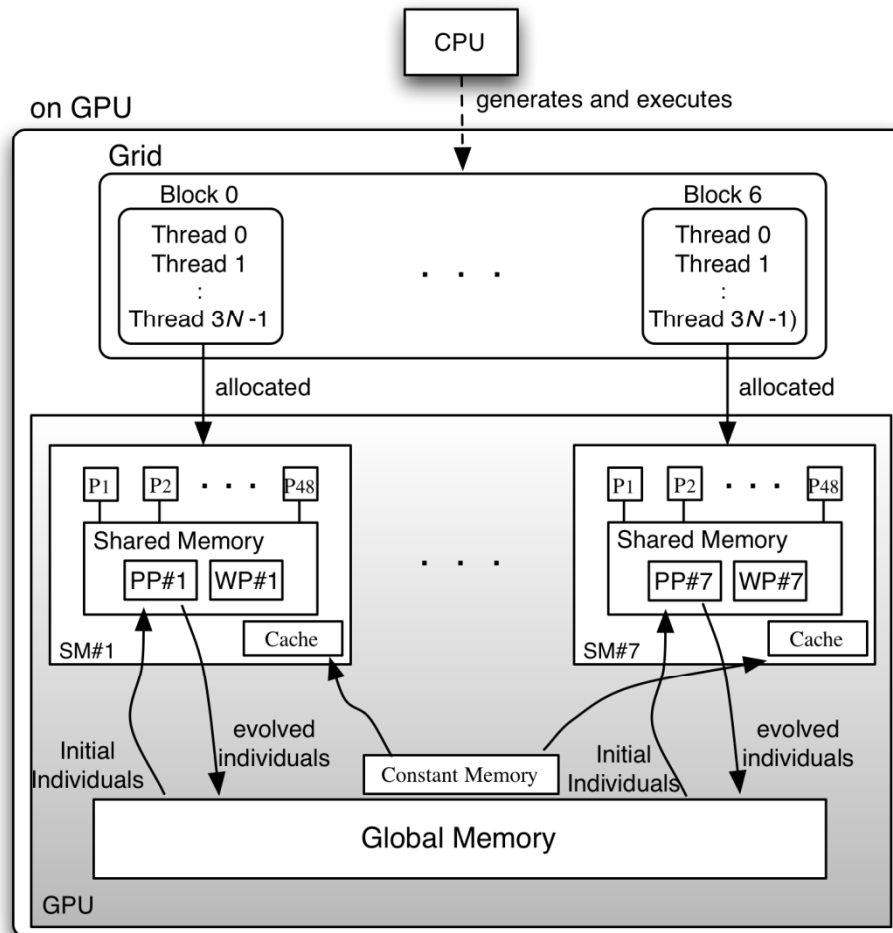 CPU
generates and executes
on GPU
Grid
Block 0
Thread 0
Thread 1
:
Thread 3N -1
. . .
Block 6
Thread 0
Thread 1
:
Thread 3N -1)
allocated
allocated
P1 P2 . . . P48
Shared Memory
PP#1 WP#1
Cache
SM#1
. . .
P1 P2 . . . P48
Shared Memory
PP#7 WP#7
Cache
SM#7
Initial
Individuals
evolved
individuals
Constant Memory
Initial
Individuals
evolved
individuals
Global Memory
GPU